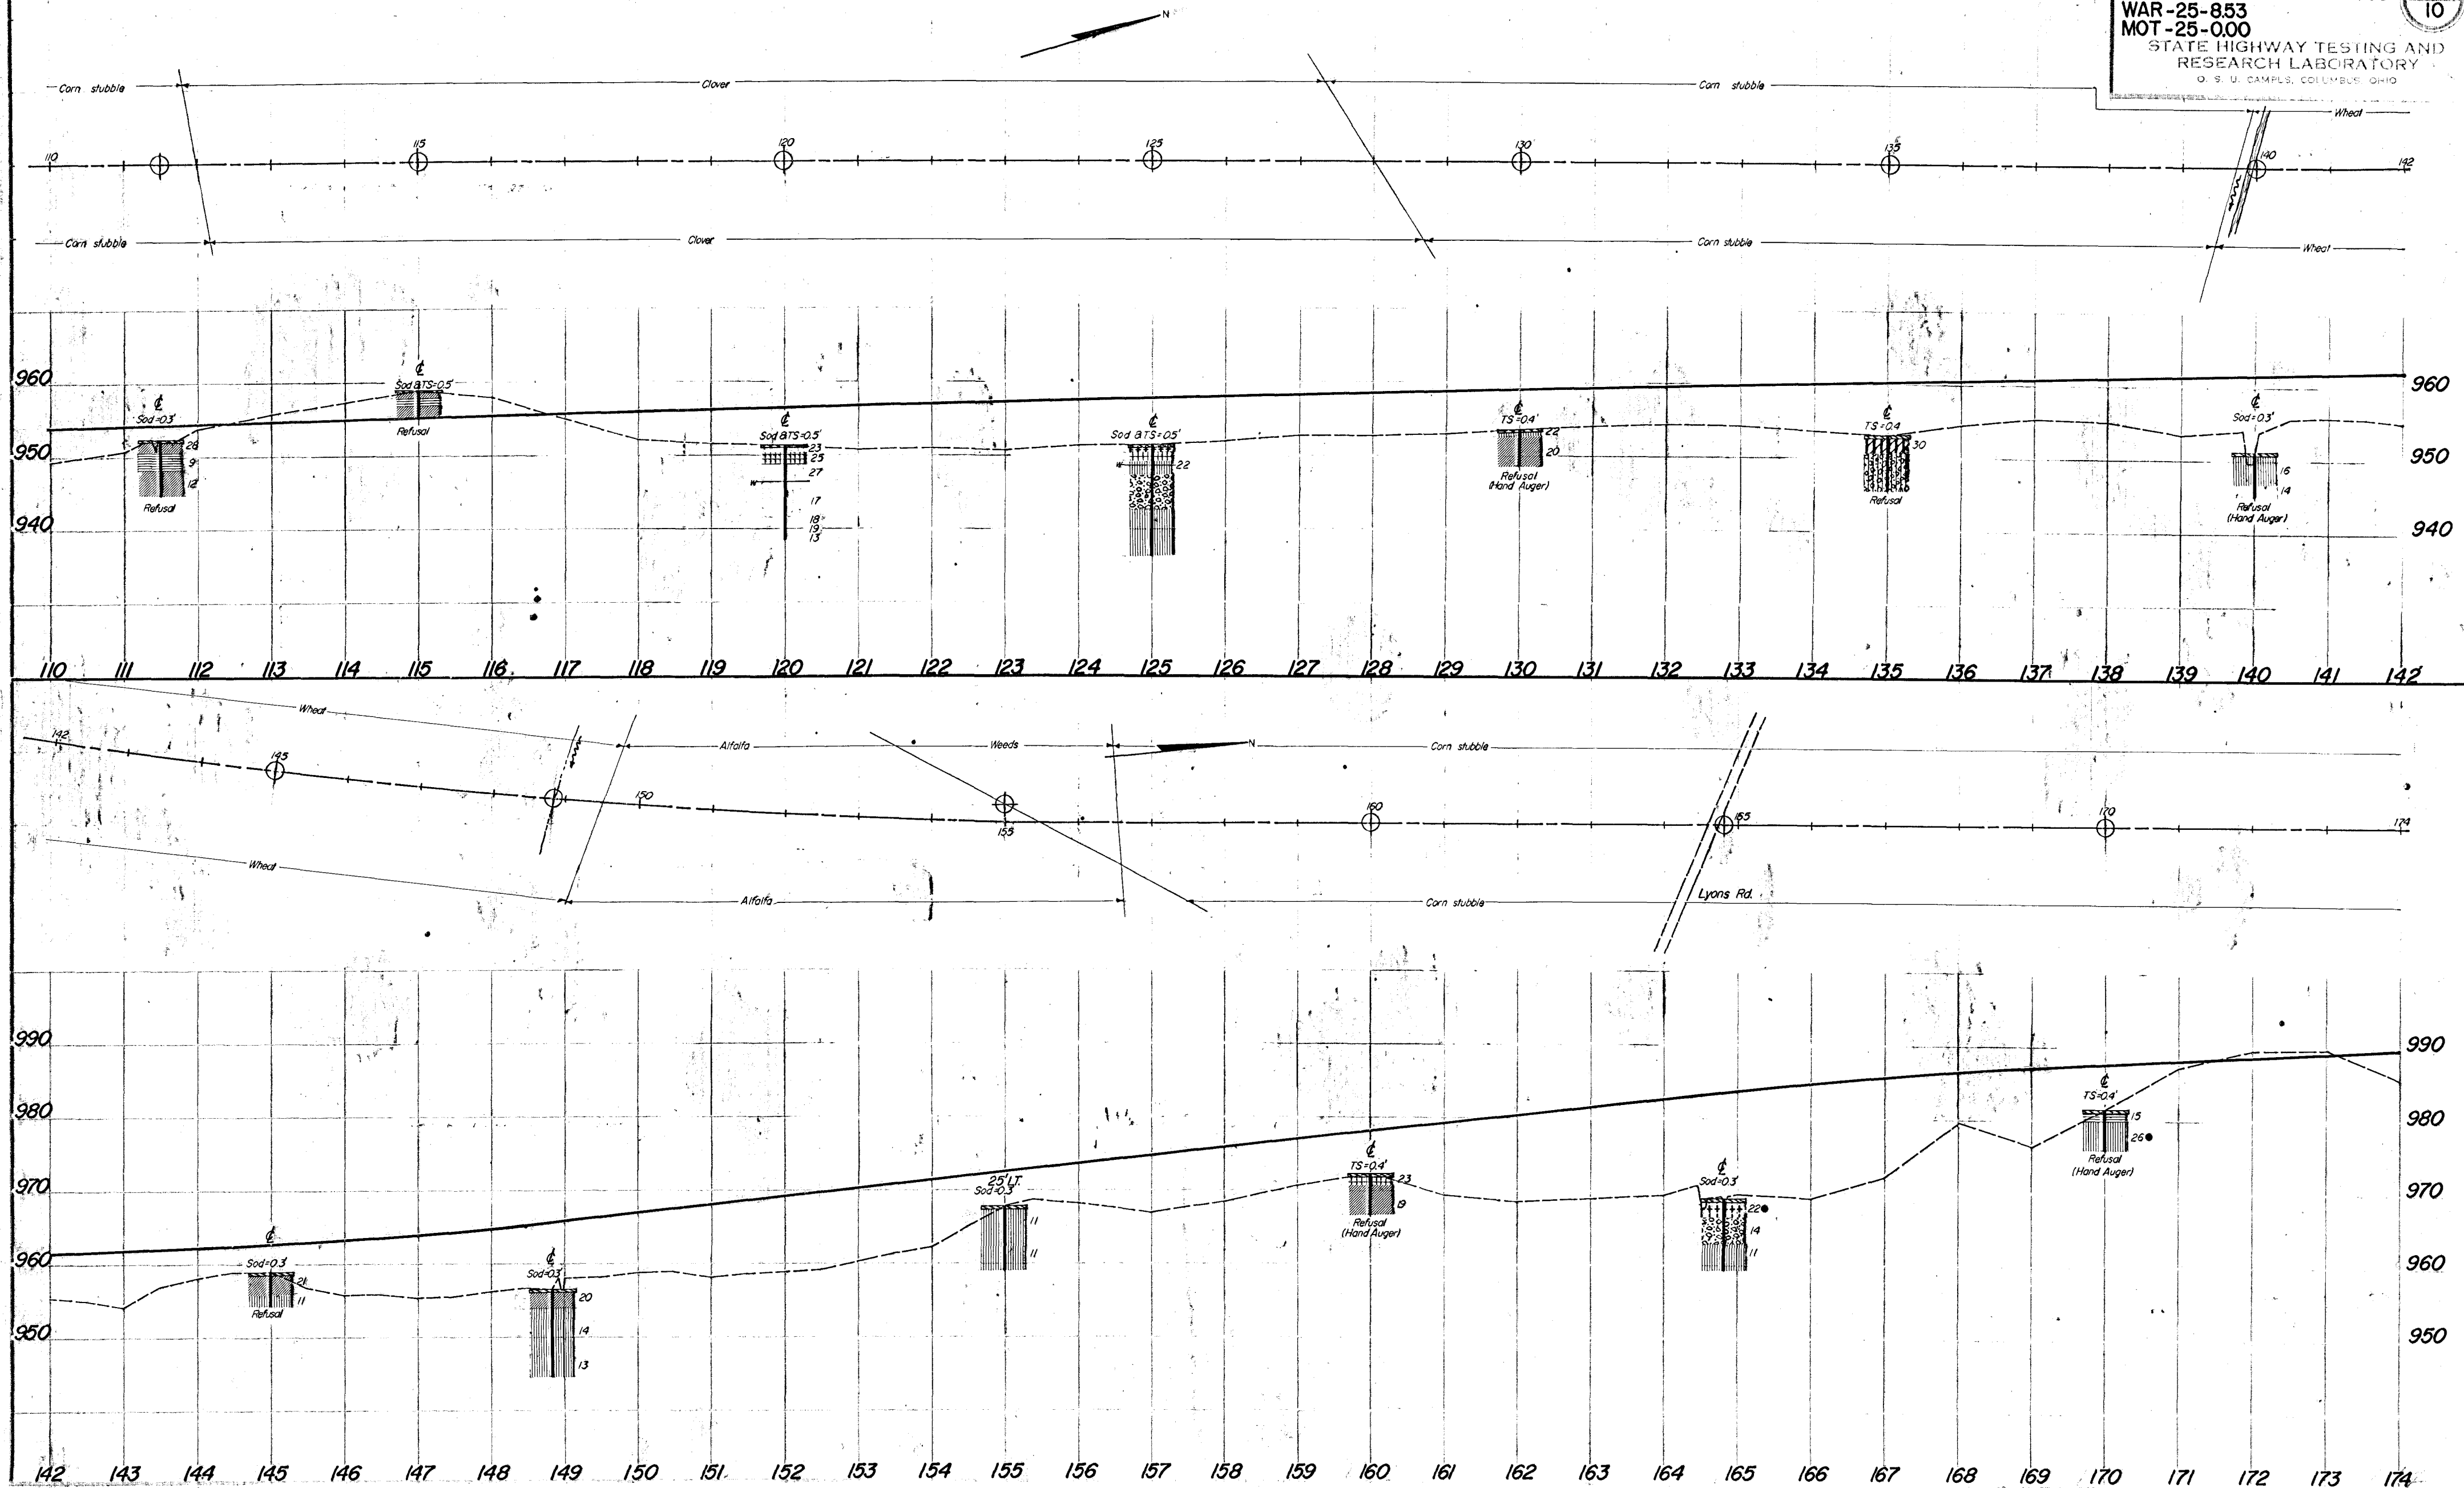 WAR-25-8.53
MOT-25-0.00
10
STATE HIGHWAY TESTING AND
RESEARCH LABORATORY
O. S. U. CAMPUS, COLUMBUS, OHIO
N
Corn stubble
Clover
Corn stubble
Wheat
110
115
120
125
130
135
140
142
Corn stubble
Clover
Corn stubble
Wheat
960
950
940
960
950
940
℄
Sod=0.3'
28
9
12
Refusal
℄
Sod & TS=0.5'
Refusal
℄
Sod & TS=0.5'
23
25
27
W
17
18
19
13
℄
Sod & TS=0.5'
W
22
℄
TS=0.4'
22
20
Refusal
(Hand Auger)
℄
TS=0.4
30
Refusal
℄
Sod=0.3'
16
14
Refusal
(Hand Auger)
110 111 112 113 114 115 116 117 118 119 120 121 122 123 124 125 126 127 128 129 130 131 132 133 134 135 136 137 138 139 140 141 142
Wheat
Alfalfa
Weeds
N
Corn stubble
142
145
150
155
160
165
170
174
Wheat
Alfalfa
Corn stubble
Lyons Rd.
990
980
970
960
950
990
980
970
960
950
℄
Sod=0.3'
21
11
Refusal
℄
Sod=0.3'
20
14
13
25' LT.
Sod=0.3'
11
11
℄
TS=0.4'
23
19
Refusal
(Hand Auger)
℄
Sod=0.3'
22
14
11
℄
TS=0.4'
15
26
Refusal
(Hand Auger)
142 143 144 145 146 147 148 149 150 151 152 153 154 155 156 157 158 159 160 161 162 163 164 165 166 167 168 169 170 171 172 173 174